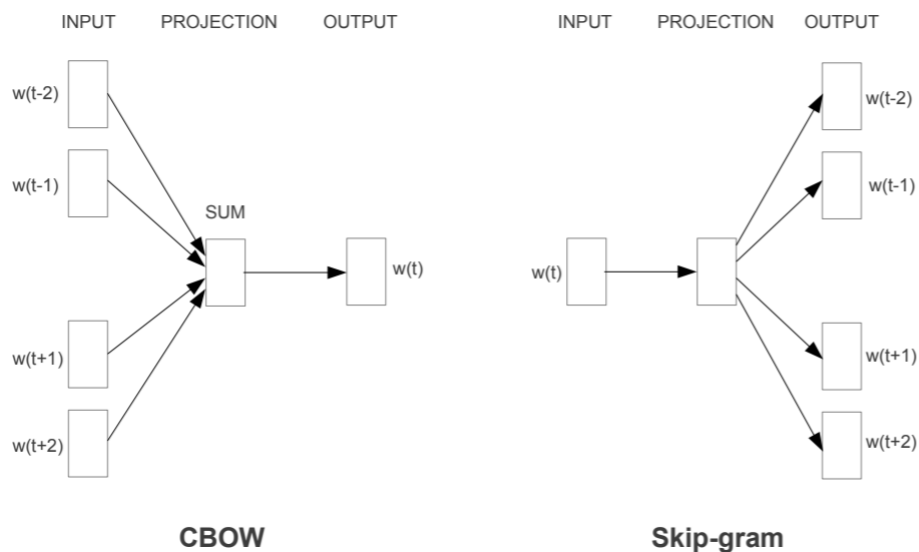 INPUT PROJECTION OUTPUT
w(t-2)
w(t-1)
SUM
w(t)
w(t+1)
w(t+2)
CBOW
INPUT PROJECTION OUTPUT
w(t-2)
w(t-1)
w(t)
w(t+1)
w(t+2)
Skip-gram